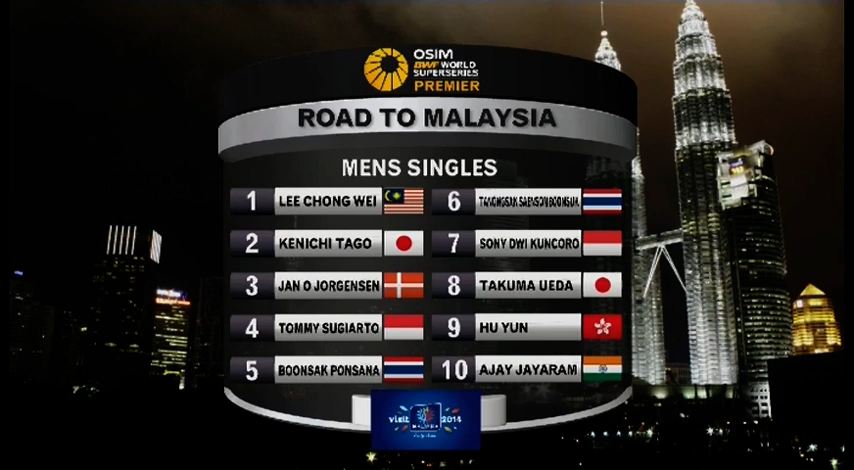 OSIM
BWF WORLD
SUPERSERIES
PREMIER
ROAD TO MALAYSIA
MENS SINGLES
1 LEE CHONG WEI
2 KENICHI TAGO
3 JAN O JORGENSEN
4 TOMMY SUGIARTO
5 BOONSAK PONSANA
6 TANONGSAK SAENSOMBOONSUK
7 SONY DWI KUNCORO
8 TAKUMA UEDA
9 HU YUN
10 AJAY JAYARAM
visit 2014
MALAYSIA